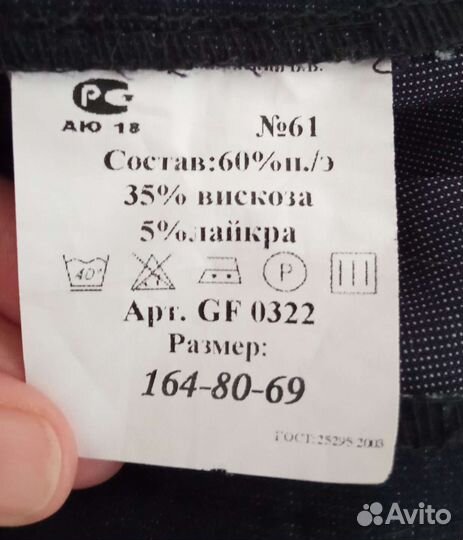 РС
АЮ 18
№61
Состав:60%п./э
35% вискоза
5%лайкра
40°
P
Арт. GF 0322
Размер:
164-80-69
ГОСТ:25295-2003
Avito